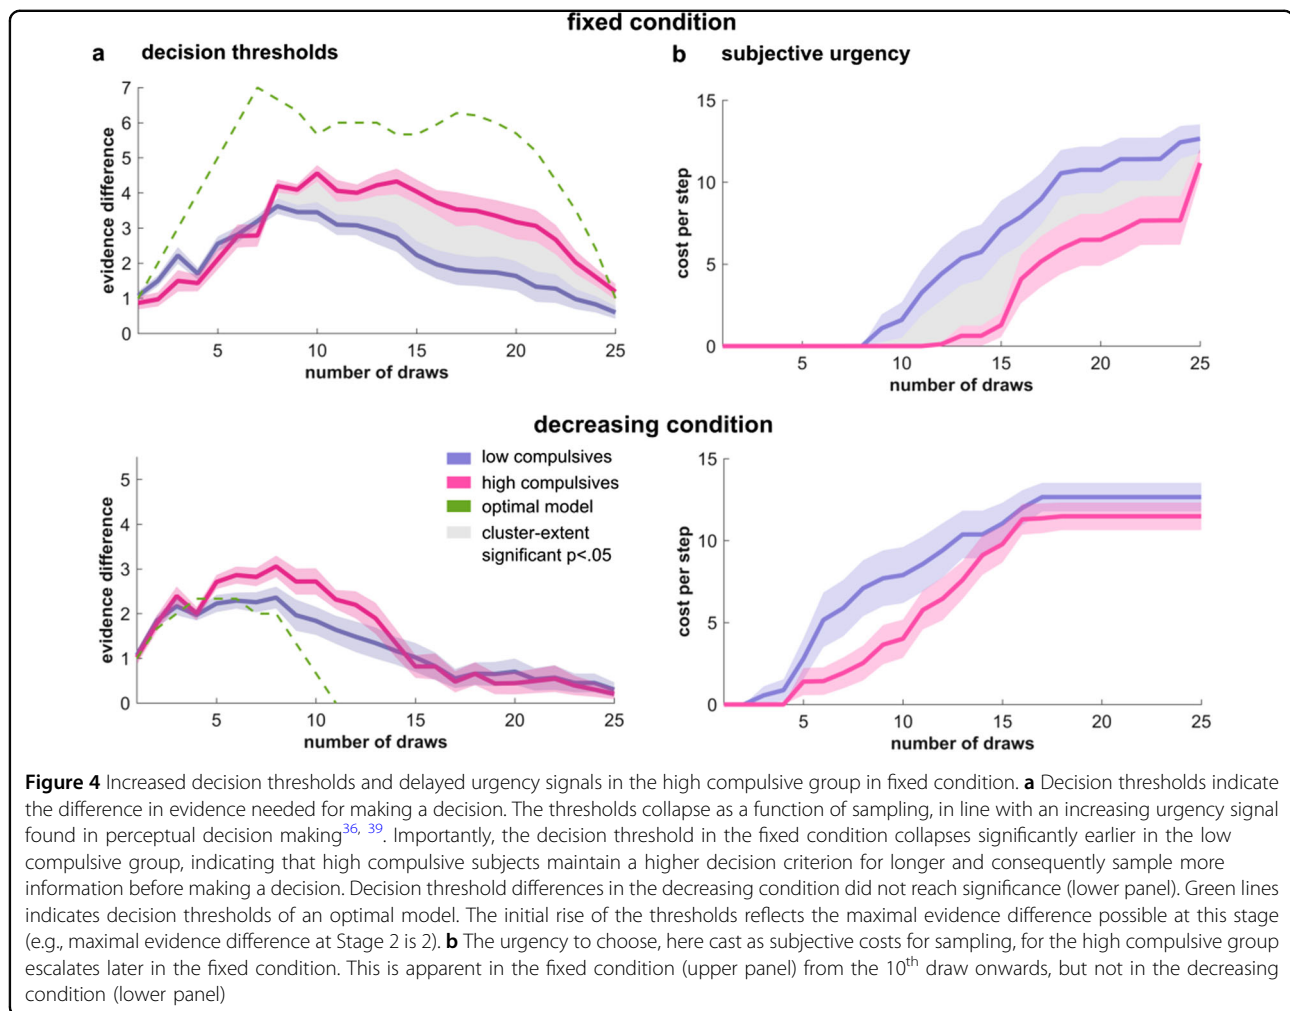 fixed condition
a decision thresholds
evidence difference
7
6
5
4
3
2
1
0
5 10 15 20 25
number of draws
b subjective urgency
cost per step
15
10
5
0
5 10 15 20 25
number of draws
decreasing condition
evidence difference
5
4
3
2
1
0
low compulsives
high compulsives
optimal model
cluster-extent
significant p<.05
5 10 15 20 25
number of draws
cost per step
15
10
5
0
5 10 15 20 25
number of draws
Figure 4 Increased decision thresholds and delayed urgency signals in the high compulsive group in fixed condition. a Decision thresholds indicate
the difference in evidence needed for making a decision. The thresholds collapse as a function of sampling, in line with an increasing urgency signal
found in perceptual decision making36, 39. Importantly, the decision threshold in the fixed condition collapses significantly earlier in the low
compulsive group, indicating that high compulsive subjects maintain a higher decision criterion for longer and consequently sample more
information before making a decision. Decision threshold differences in the decreasing condition did not reach significance (lower panel). Green lines
indicates decision thresholds of an optimal model. The initial rise of the thresholds reflects the maximal evidence difference possible at this stage
(e.g., maximal evidence difference at Stage 2 is 2). b The urgency to choose, here cast as subjective costs for sampling, for the high compulsive group
escalates later in the fixed condition. This is apparent in the fixed condition (upper panel) from the 10th draw onwards, but not in the decreasing
condition (lower panel)